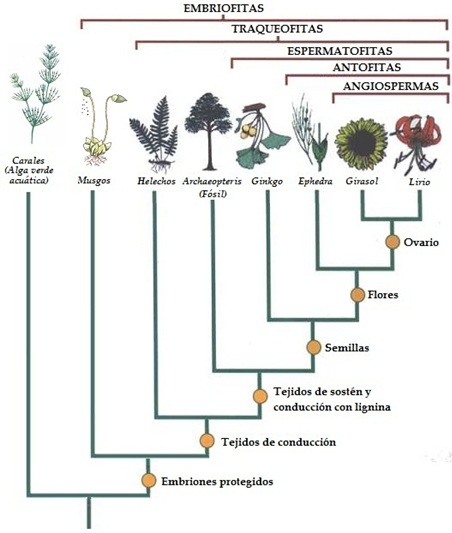 EMBRIOFITAS
TRAQUEOFITAS
ESPERMATOFITAS
ANTOFITAS
ANGIOSPERMAS
Carales
(Alga verde
acuática)
Musgos
Helechos
Archaeopteris
(Fósil)
Ginkgo
Ephedra
Girasol
Lirio
Ovario
Flores
Semillas
Tejidos de sostén y
conducción con lignina
Tejidos de conducción
Embriones protegidos